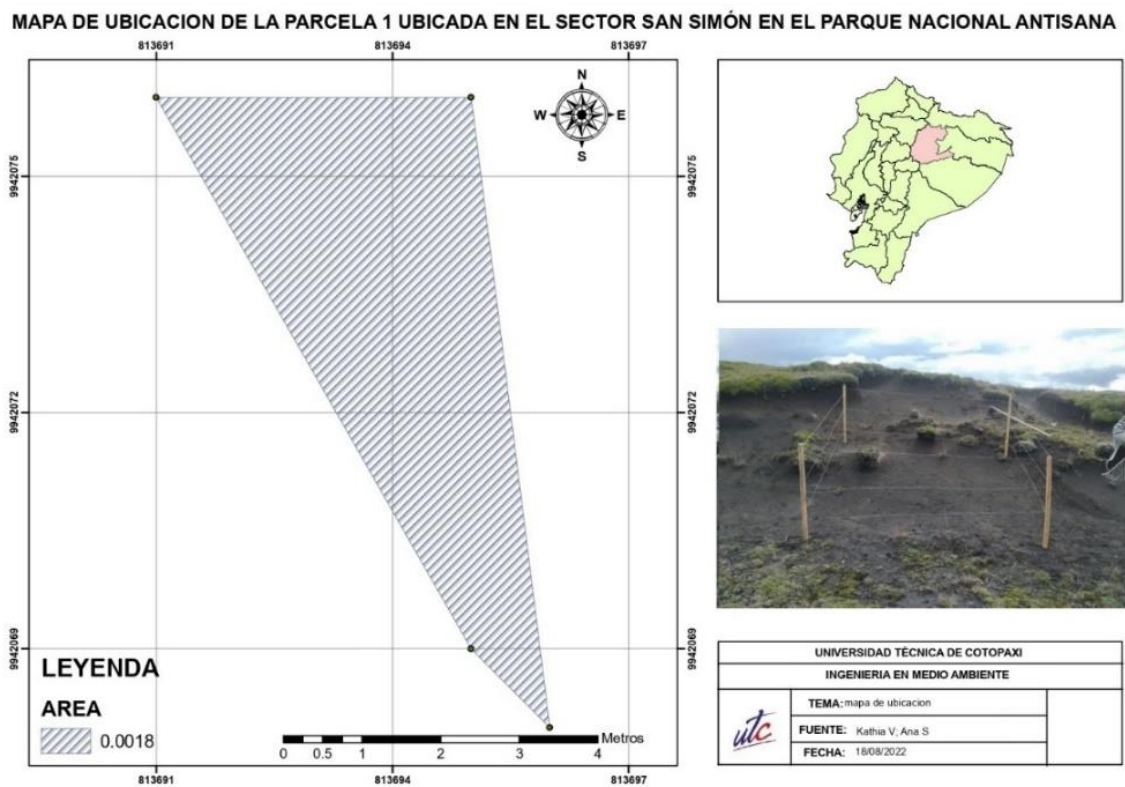 MAPA DE UBICACION DE LA PARCELA 1 UBICADA EN EL SECTOR SAN SIMÓN EN EL PARQUE NACIONAL ANTISANA
813691 813694 813697
N
W E
S
9942075 9942075
9942072 9942072
9942069 9942069
LEYENDA
AREA
0.0018
Metros
0 0.5 1 2 3 4
813691 813694 813697
UNIVERSIDAD TÈCNICA DE COTOPAXI
INGENIERIA EN MEDIO AMBIENTE
utc
TEMA: mapa de ubicacion
FUENTE: Kathia V; Ana S
FECHA: 18/08/2022